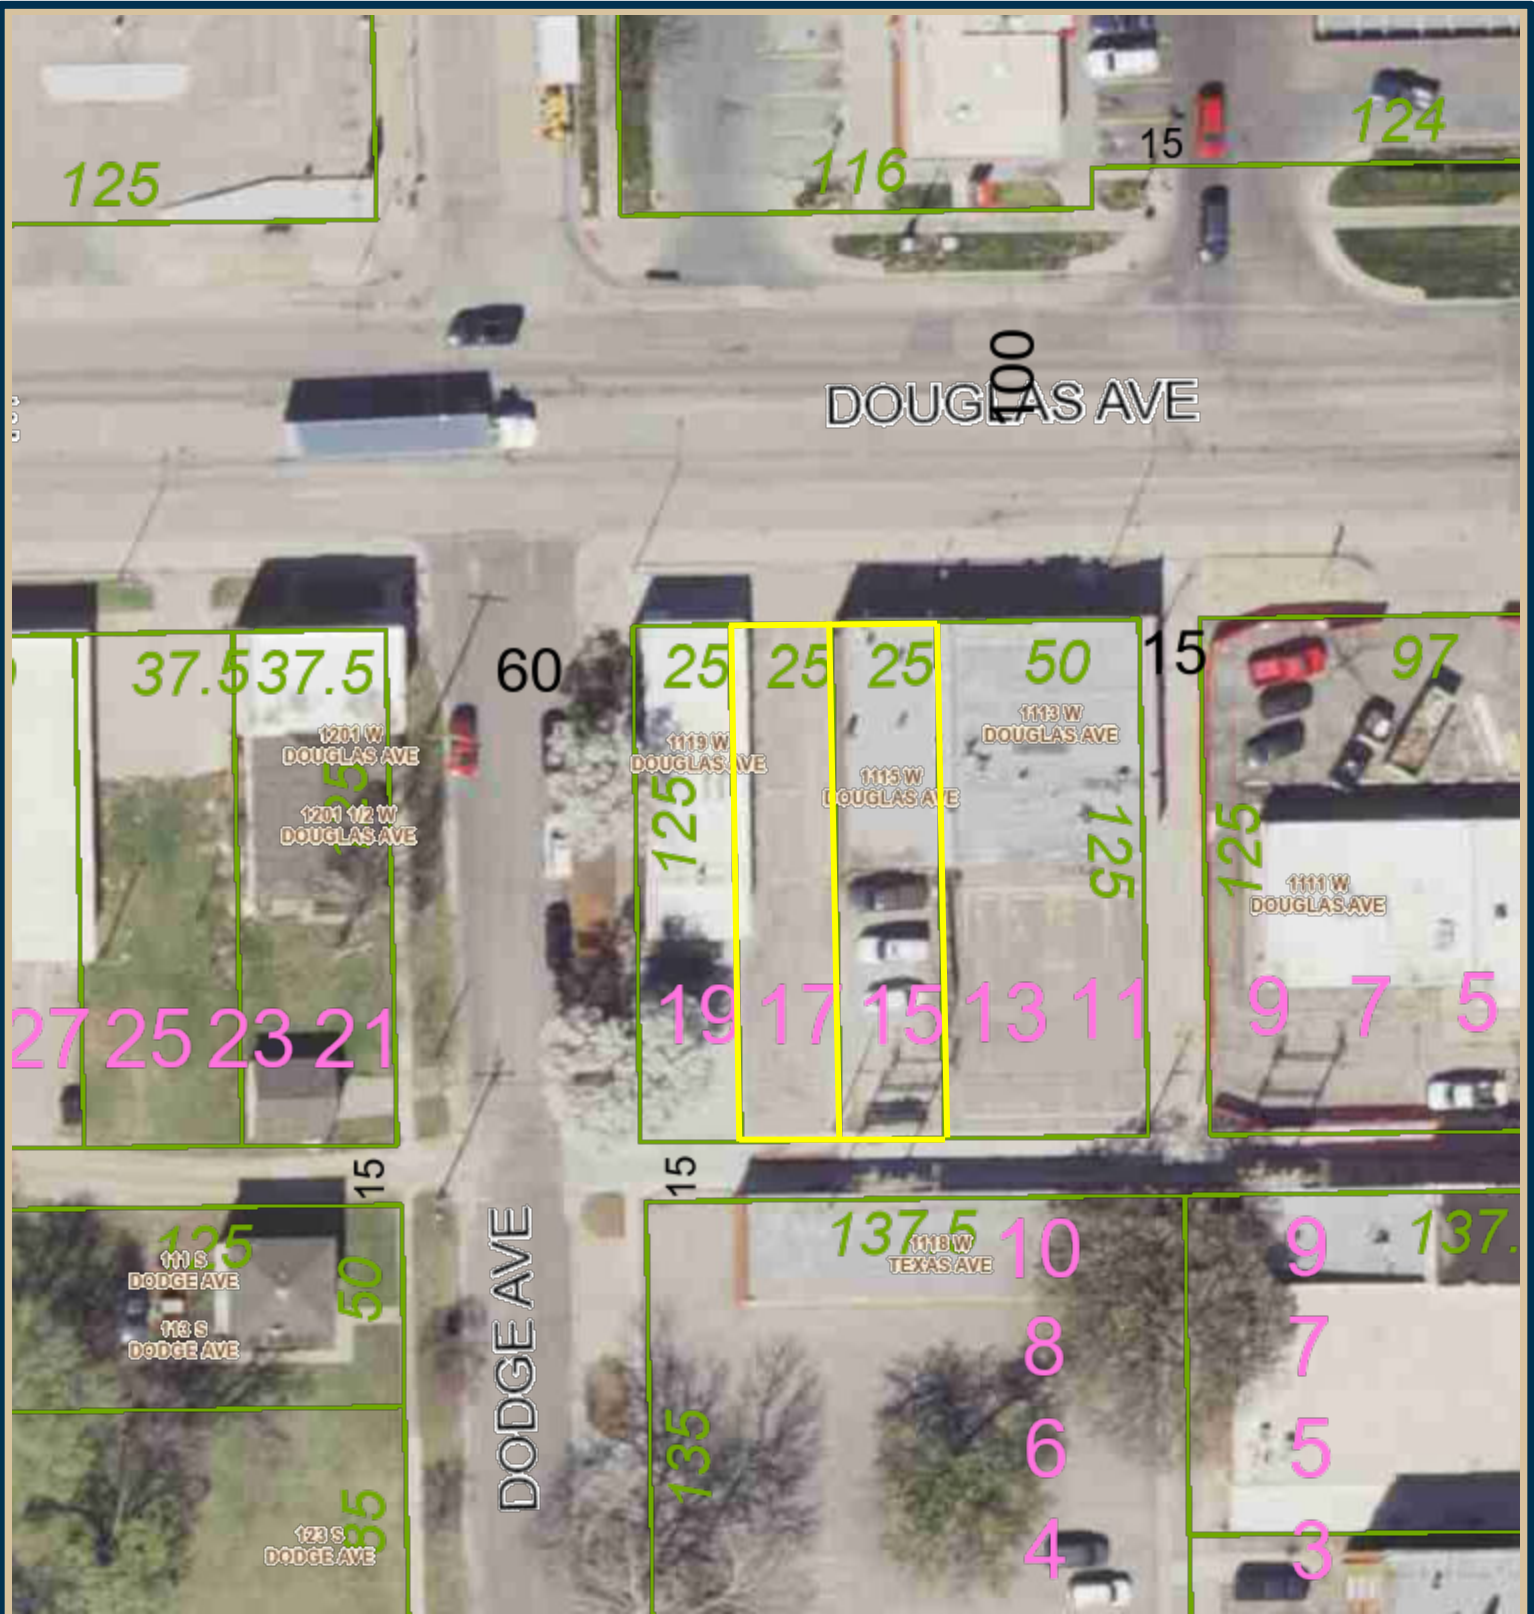 124
15
116
125
100
DOUGLAS AVE
37.5
37.5
60
25
25
25
50
15
97
1201 W
DOUGLAS AVE
1119 W
DOUGLAS AVE
1113 W
DOUGLAS AVE
1115 W
DOUGLAS AVE
1201 1/2 W
DOUGLAS AVE
125
125
125
1111 W
DOUGLAS AVE
27
25
23
21
19
17
15
13
11
9
7
5
15
15
125
111 S
DODGE AVE
50
113 S
DODGE AVE
137.5
1118 W
TEXAS AVE
10
9
137.
8
7
DODGE AVE
135
6
5
123 S
DODGE AVE
4
3